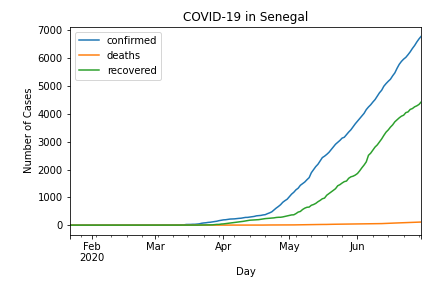 COVID-19 in Senegal
confirmed
deaths
recovered
Number of Cases
7000
6000
5000
4000
3000
2000
1000
0
Feb Mar Apr May Jun
2020
Day